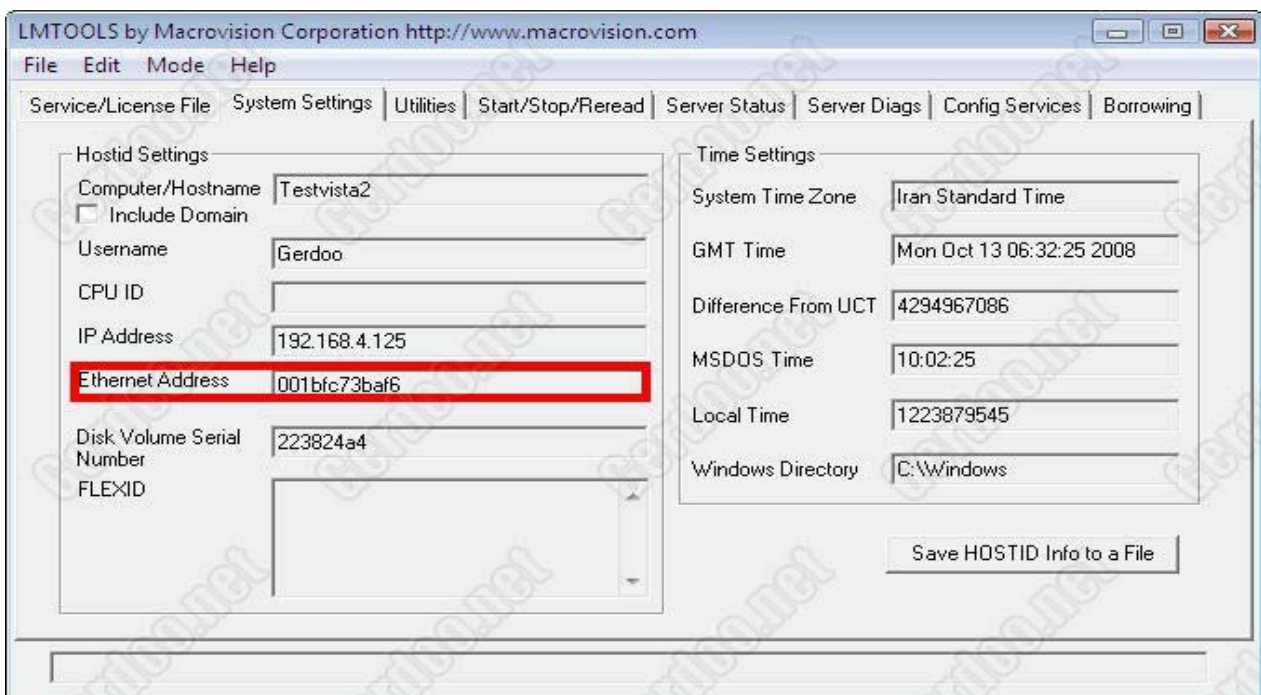 LMTOOLS by Macrovision Corporation http://www.macrovision.com
File Edit Mode Help
Service/License File System Settings Utilities Start/Stop/Reread Server Status Server Diags Config Services Borrowing
Hostid Settings
Computer/Hostname Testvista2
Include Domain
Username Gerdoo
CPU ID
IP Address 192.168.4.125
Ethernet Address 001bfc73baf6
Disk Volume Serial Number 223824a4
FLEXID
Time Settings
System Time Zone Iran Standard Time
GMT Time Mon Oct 13 06:32:25 2008
Difference From UCT 4294967086
MSDOS Time 10:02:25
Local Time 1223879545
Windows Directory C:\Windows
Save HOSTID Info to a File
Gerdoo.net